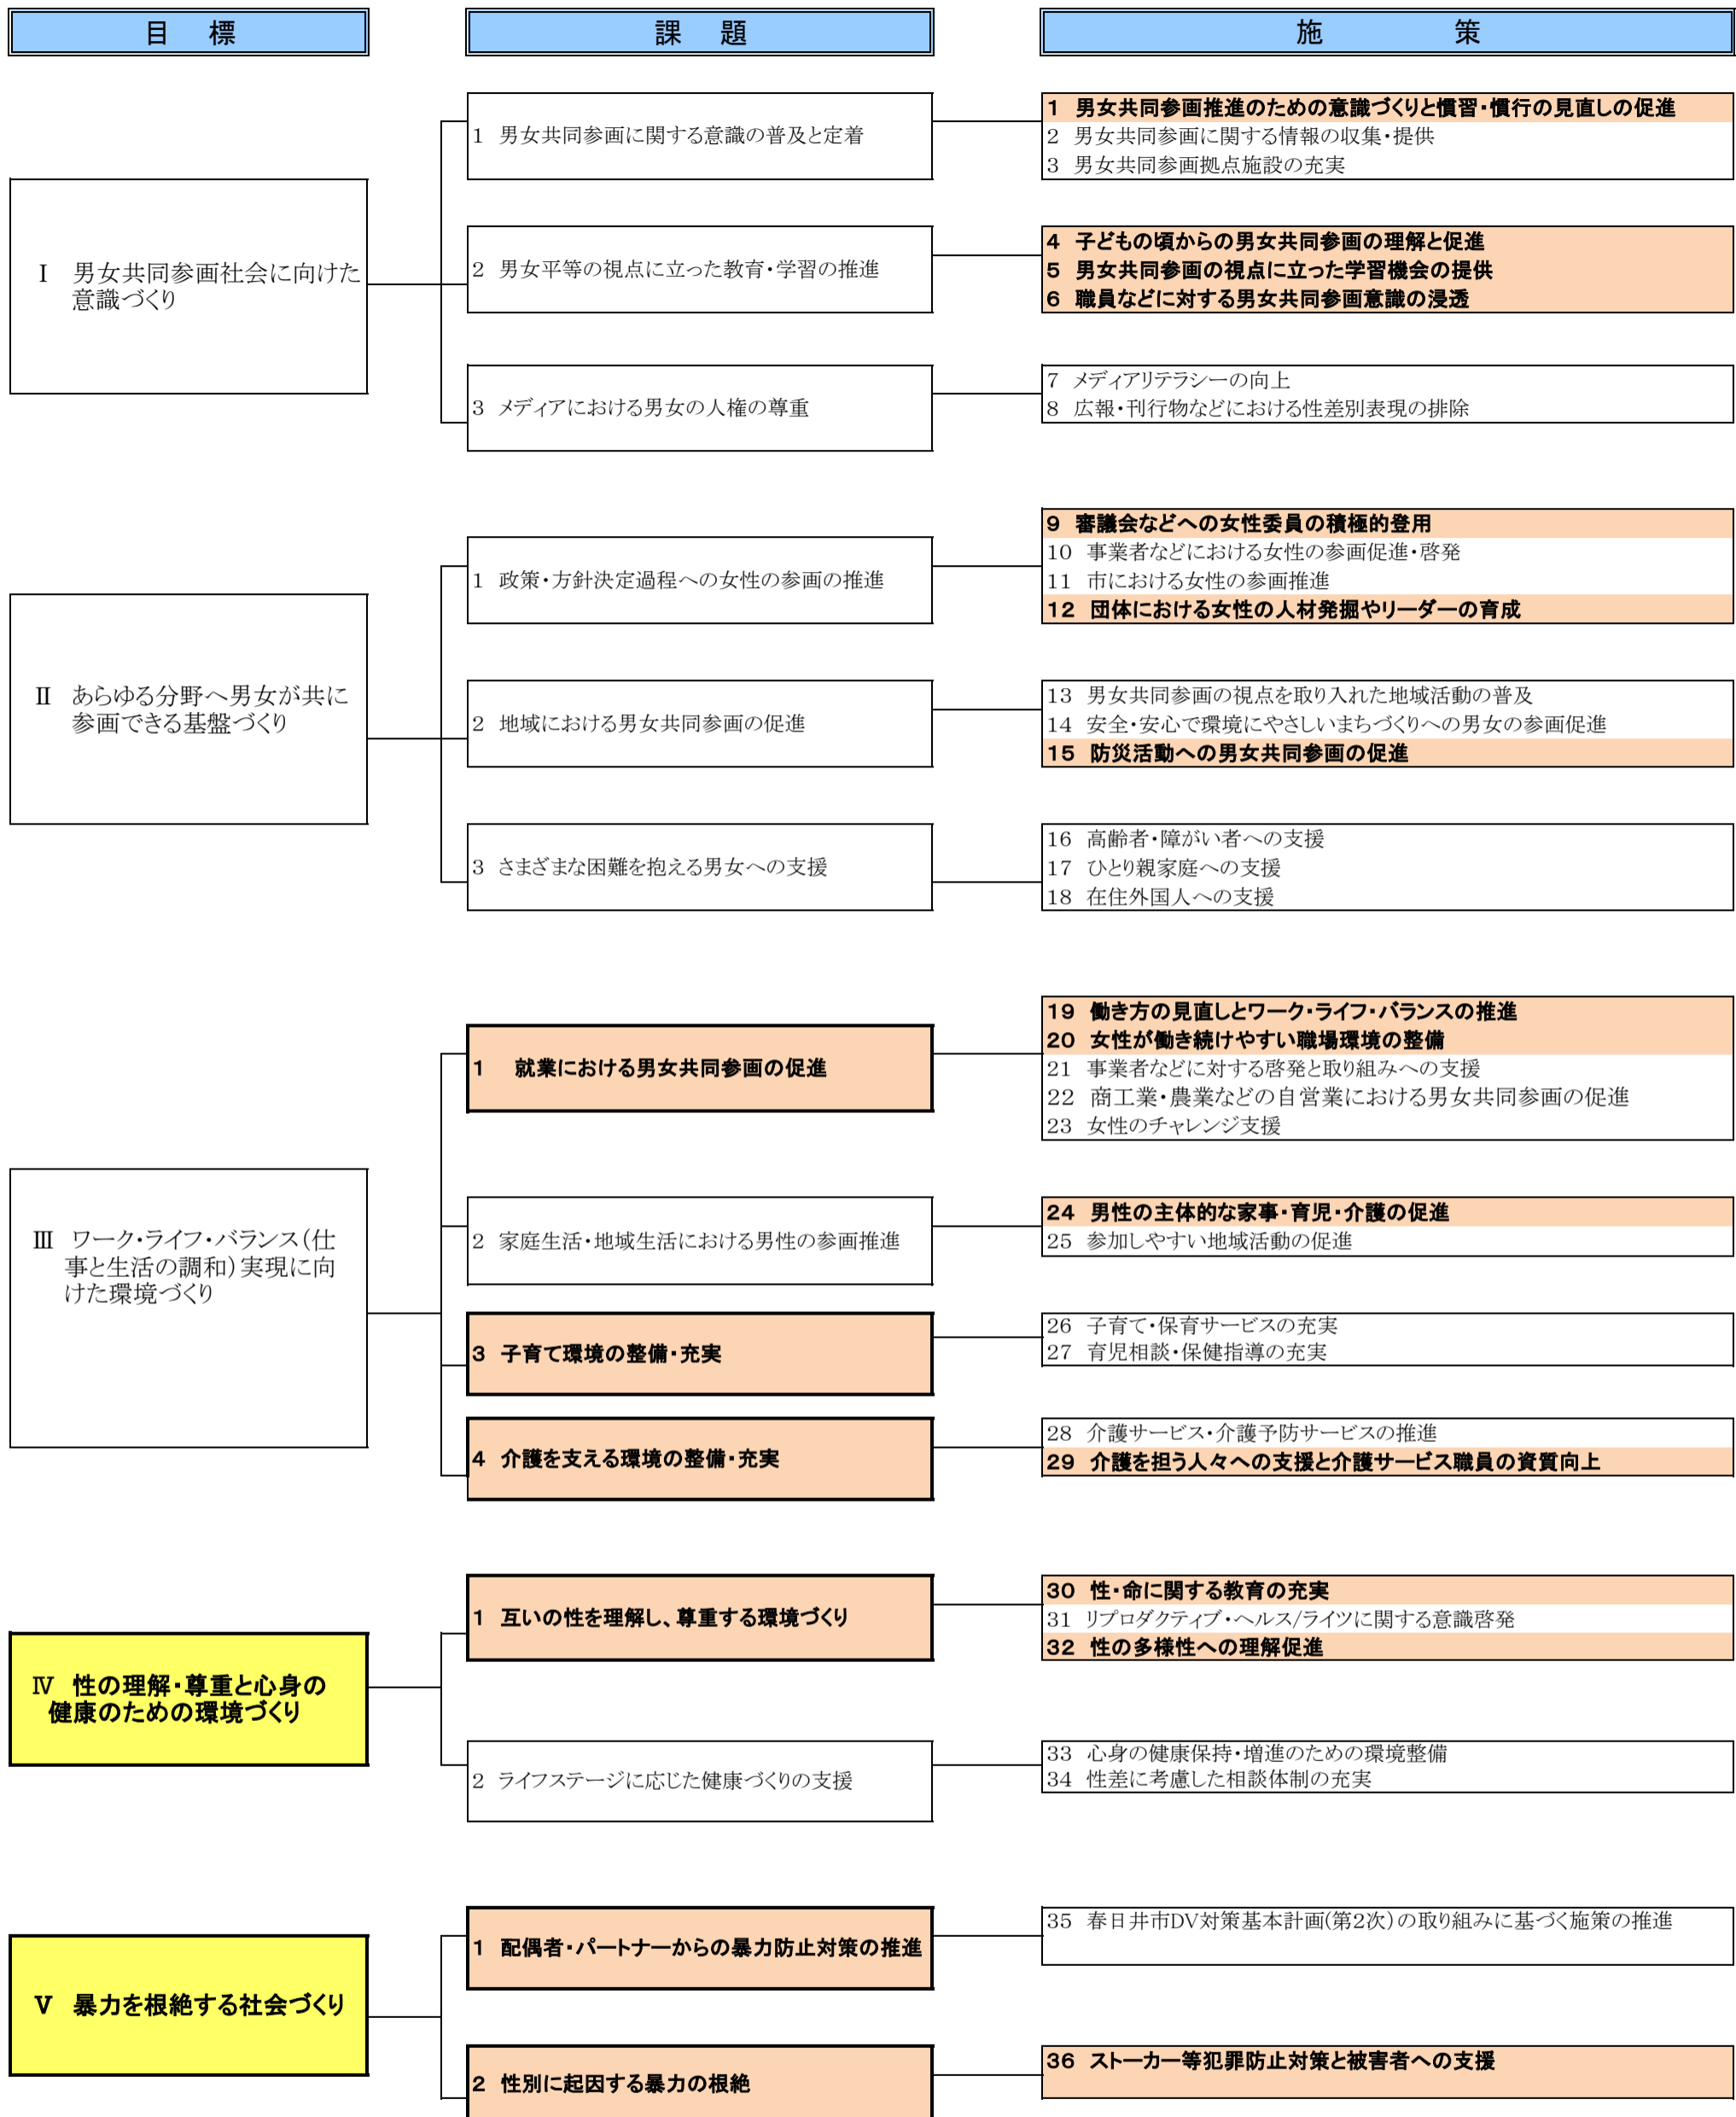 目 標
課 題
施 策
Ⅰ 男女共同参画社会に向けた
意識づくり
1 男女共同参画に関する意識の普及と定着
1 男女共同参画推進のための意識づくりと慣習・慣行の見直しの促進
2 男女共同参画に関する情報の収集・提供
3 男女共同参画拠点施設の充実
2 男女平等の視点に立った教育・学習の推進
4 子どもの頃からの男女共同参画の理解と促進
5 男女共同参画の視点に立った学習機会の提供
6 職員などに対する男女共同参画意識の浸透
3 メディアにおける男女の人権の尊重
7 メディアリテラシーの向上
8 広報・刊行物などにおける性差別表現の排除
Ⅱ あらゆる分野へ男女が共に
参画できる基盤づくり
1 政策・方針決定過程への女性の参画の推進
9 審議会などへの女性委員の積極的登用
10 事業者などにおける女性の参画促進・啓発
11 市における女性の参画推進
12 団体における女性の人材発掘やリーダーの育成
2 地域における男女共同参画の促進
13 男女共同参画の視点を取り入れた地域活動の普及
14 安全・安心で環境にやさしいまちづくりへの男女の参画促進
15 防災活動への男女共同参画の促進
3 さまざまな困難を抱える男女への支援
16 高齢者・障がい者への支援
17 ひとり親家庭への支援
18 在住外国人への支援
Ⅲ ワーク・ライフ・バランス（仕
事と生活の調和）実現に向
けた環境づくり
1 就業における男女共同参画の促進
19 働き方の見直しとワーク・ライフ・バランスの推進
20 女性が働き続けやすい職場環境の整備
21 事業者などに対する啓発と取り組みへの支援
22 商工業・農業などの自営業における男女共同参画の促進
23 女性のチャレンジ支援
2 家庭生活・地域生活における男性の参画推進
24 男性の主体的な家事・育児・介護の促進
25 参加しやすい地域活動の促進
3 子育て環境の整備・充実
26 子育て・保育サービスの充実
27 育児相談・保健指導の充実
4 介護を支える環境の整備・充実
28 介護サービス・介護予防サービスの推進
29 介護を担う人々への支援と介護サービス職員の資質向上
Ⅳ 性の理解・尊重と心身の
健康のための環境づくり
1 互いの性を理解し、尊重する環境づくり
30 性・命に関する教育の充実
31 リプロダクティブ・ヘルス/ライツに関する意識啓発
32 性の多様性への理解促進
2 ライフステージに応じた健康づくりの支援
33 心身の健康保持・増進のための環境整備
34 性差に考慮した相談体制の充実
Ⅴ 暴力を根絶する社会づくり
1 配偶者・パートナーからの暴力防止対策の推進
35 春日井市DV対策基本計画(第2次）の取り組みに基づく施策の推進
2 性別に起因する暴力の根絶
36 ストーカー等犯罪防止対策と被害者への支援